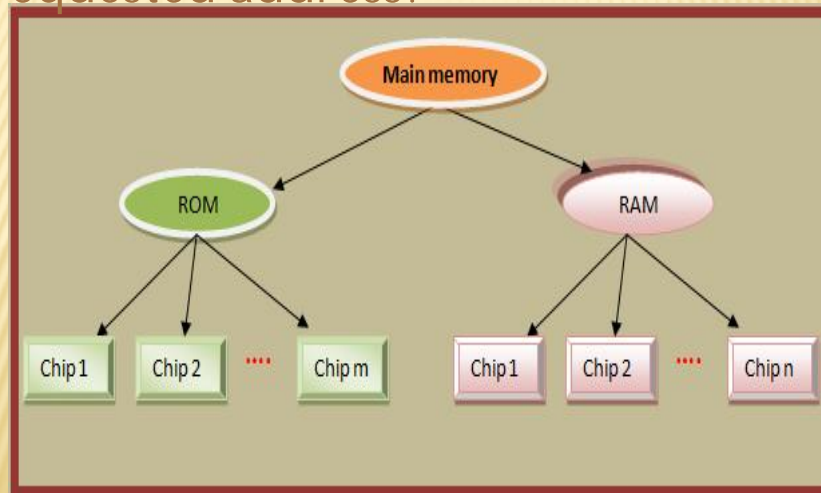 Main memory
ROM
RAM
Chip 1
Chip 2
....
Chip m
Chip 1
Chip 2
....
Chip n